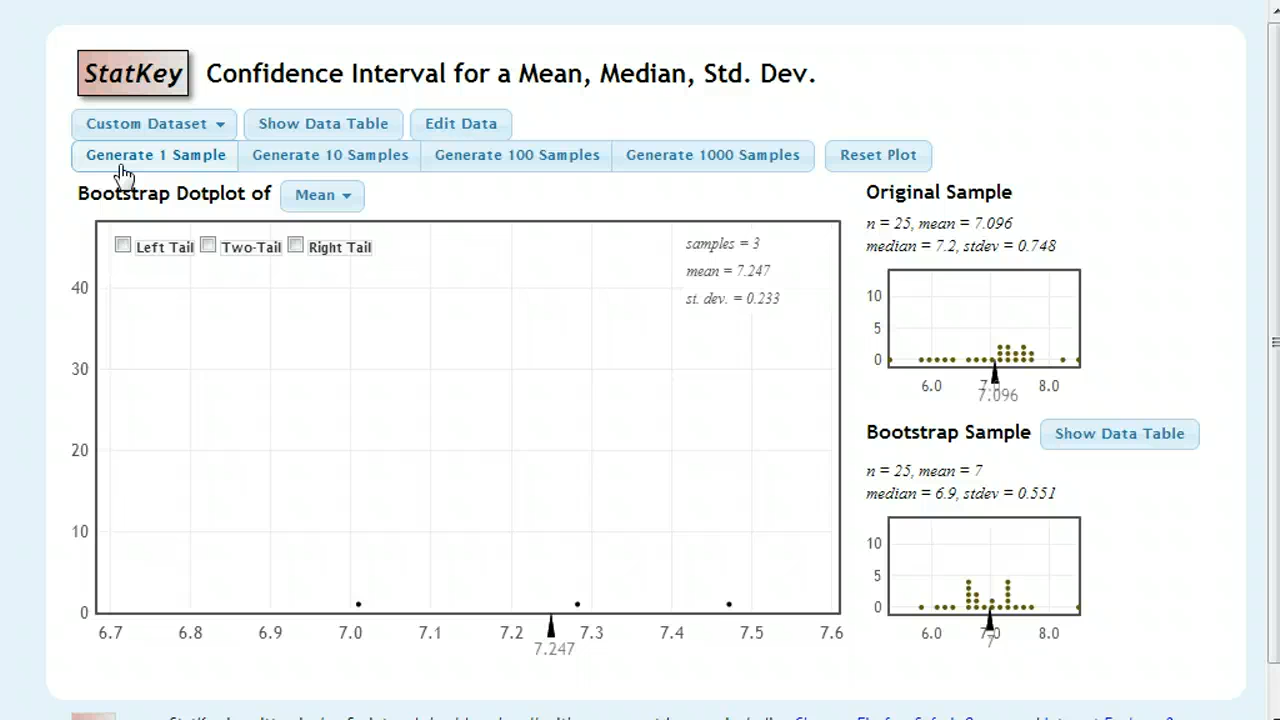 StatKey Confidence Interval for a Mean, Median, Std. Dev.
Custom Dataset Show Data Table Edit Data
Generate 1 Sample Generate 10 Samples Generate 100 Samples Generate 1000 Samples Reset Plot
Bootstrap Dotplot of Mean
Left Tail Two-Tail Right Tail
samples = 3
mean = 7.247
st. dev. = 0.233
40
30
20
10
0
6.7 6.8 6.9 7.0 7.1 7.2 7.3 7.4 7.5 7.6
7.247
Original Sample
n = 25, mean = 7.096
median = 7.2, stdev = 0.748
10
5
0
6.0 7.0 8.0
7.096
Bootstrap Sample Show Data Table
n = 25, mean = 7
median = 6.9, stdev = 0.551
10
5
0
6.0 7.0 8.0
7